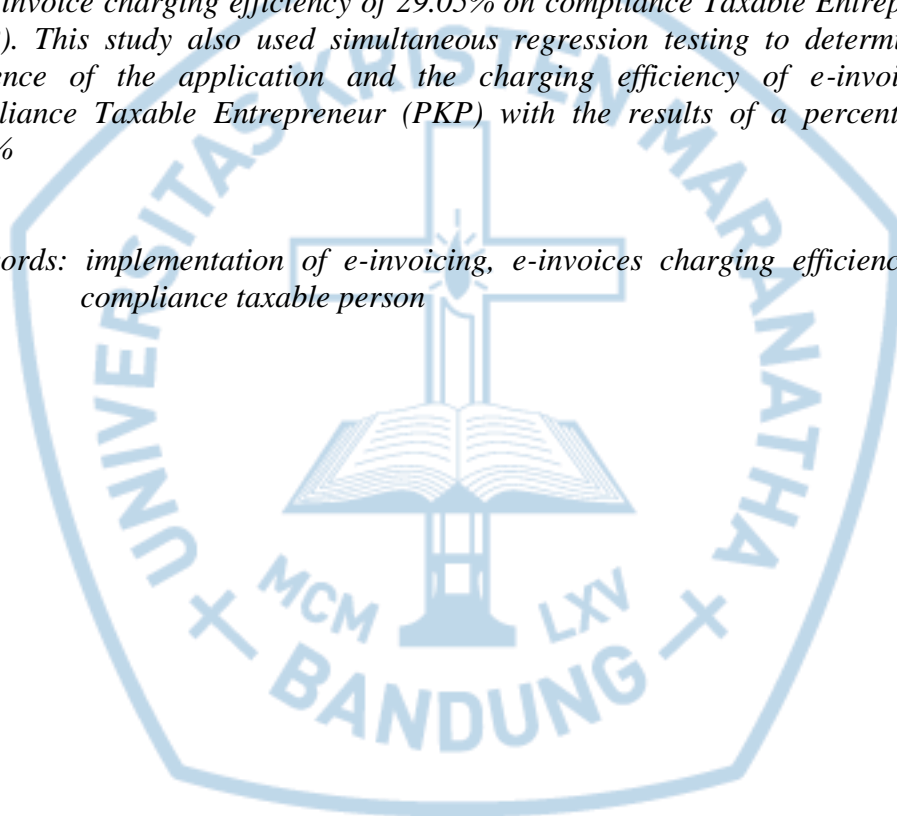 invoice charging efficiency of 29.05% on compliance Taxable Entrep
). This study also used simultaneous regression testing to determi
ence of the application and the charging efficiency of e-invoi
liance Taxable Entrepreneur (PKP) with the results of a percent
%
ords: implementation of e-invoicing, e-invoices charging efficienc
compliance taxable person
UNIVERSITAS KRISTEN MARANATHA
MCM LXV
BANDUNG